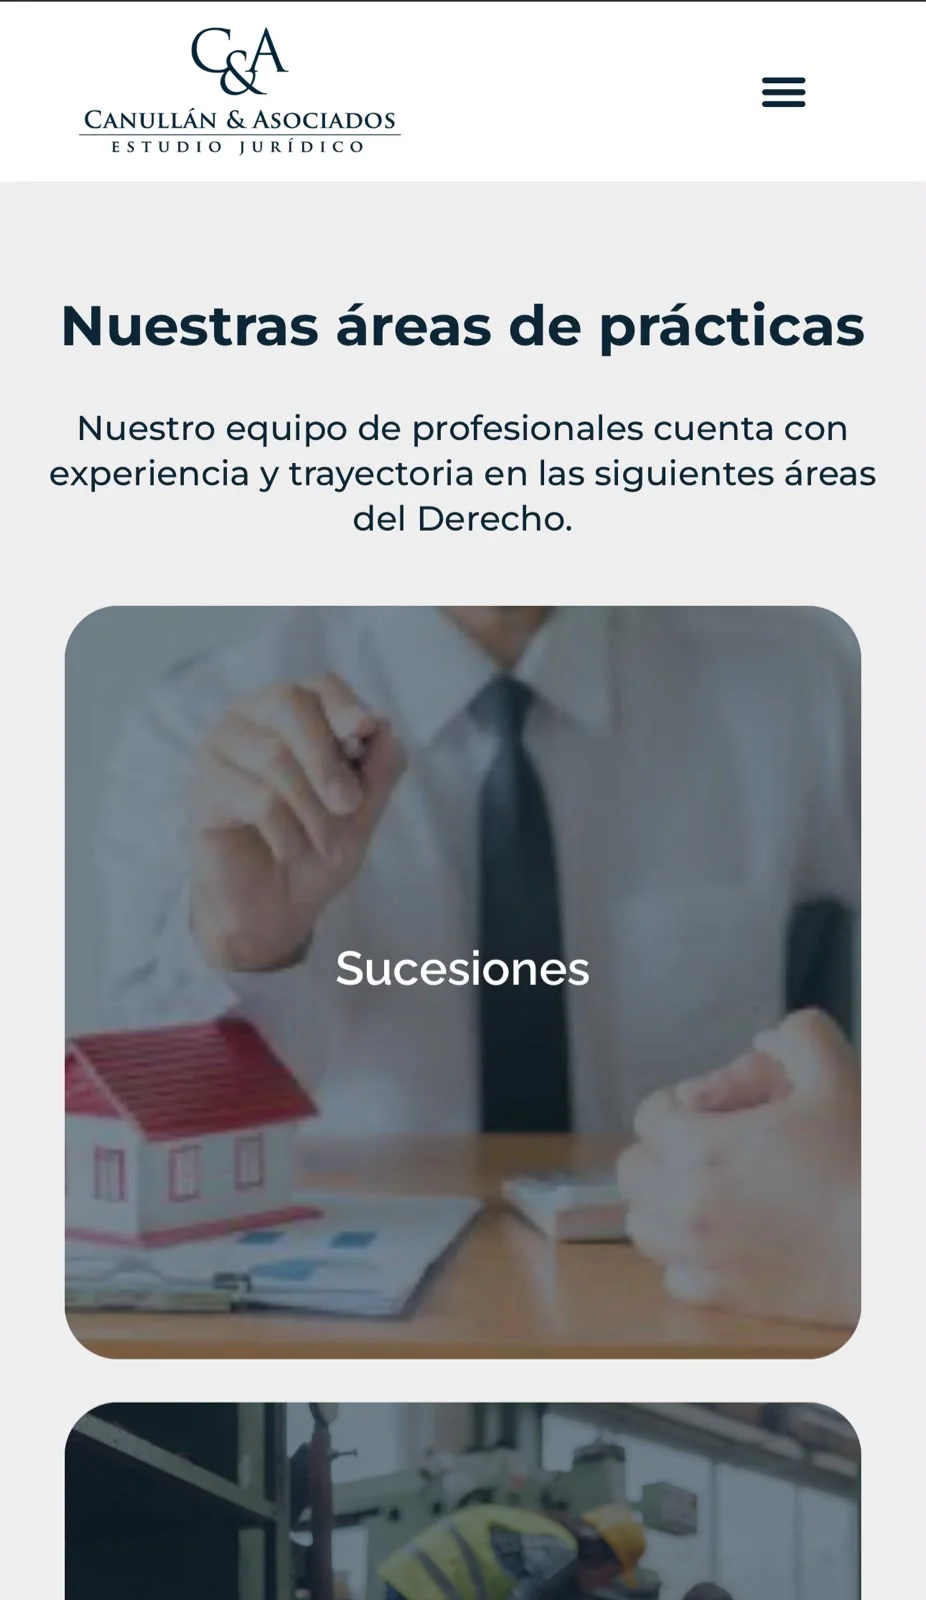 C&A
CANULLÁN & ASOCIADOS
ESTUDIO JURÍDICO
Nuestras áreas de prácticas
Nuestro equipo de profesionales cuenta con
experiencia y trayectoria en las siguientes áreas
del Derecho.
Sucesiones